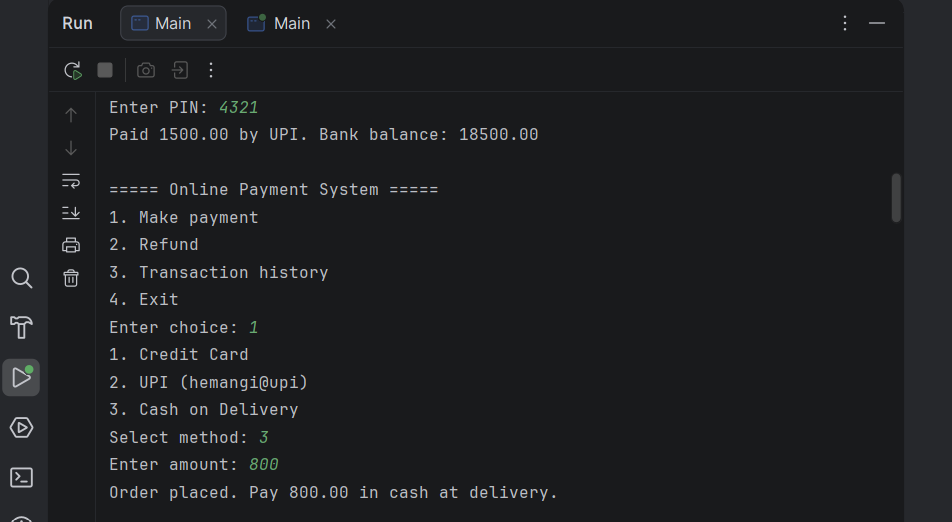 Run Main Main
Enter PIN: 4321
Paid 1500.00 by UPI. Bank balance: 18500.00
===== Online Payment System =====
1. Make payment
2. Refund
3. Transaction history
4. Exit
Enter choice: 1
1. Credit Card
2. UPI (hemangi@upi)
3. Cash on Delivery
Select method: 3
Enter amount: 800
Order placed. Pay 800.00 in cash at delivery.